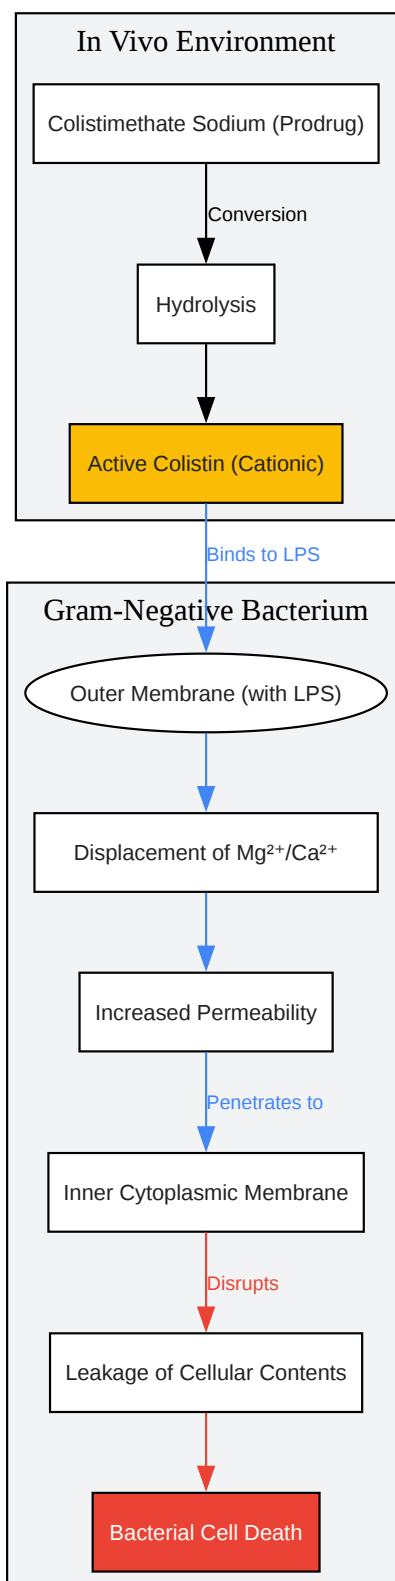 In Vivo Environment
Colistimethate Sodium (Prodrug)
Conversion
Hydrolysis
Active Colistin (Cationic)
Binds to LPS
Gram-Negative Bacterium
Outer Membrane (with LPS)
Displacement of Mg²⁺/Ca²⁺
Increased Permeability
Penetrates to
Inner Cytoplasmic Membrane
Disrupts
Leakage of Cellular Contents
Bacterial Cell Death